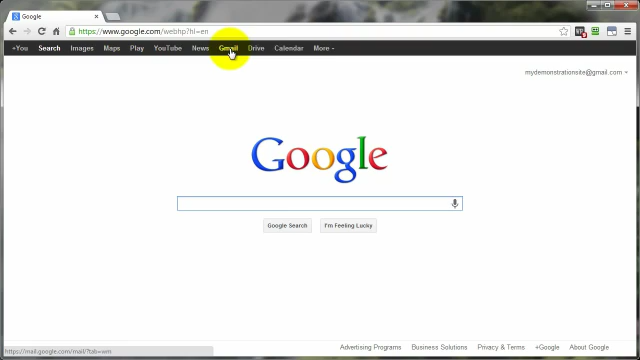 Google
https://www.google.com/webhp?hl=en
+You Search Images Maps Play YouTube News Gmail Drive Calendar More
mydemonstrationsite@gmail.com
Google
Google Search I'm Feeling Lucky
Advertising Programs Business Solutions Privacy & Terms +Google About Google
https://mail.google.com/mail/?tab=wm